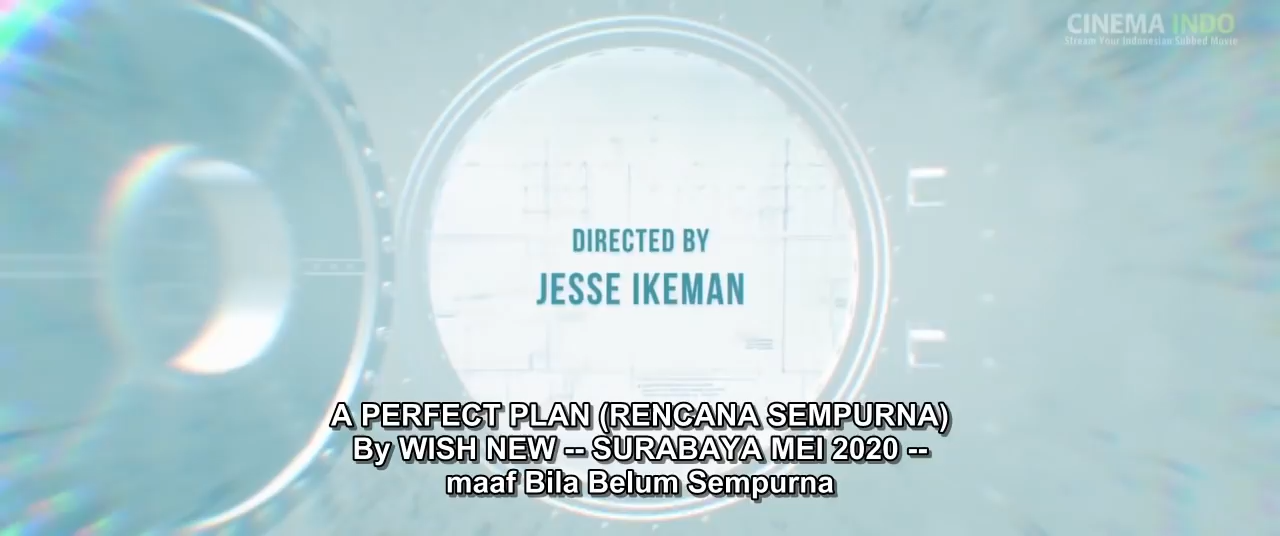 CINEMA INDO
Stream Your Indonesian Subbed Movie
DIRECTED BY
JESSE IKEMAN
A PERFECT PLAN (RENCANA SEMPURNA)
By WISH NEW -- SURABAYA MEI 2020 --
maaf Bila Belum Sempurna